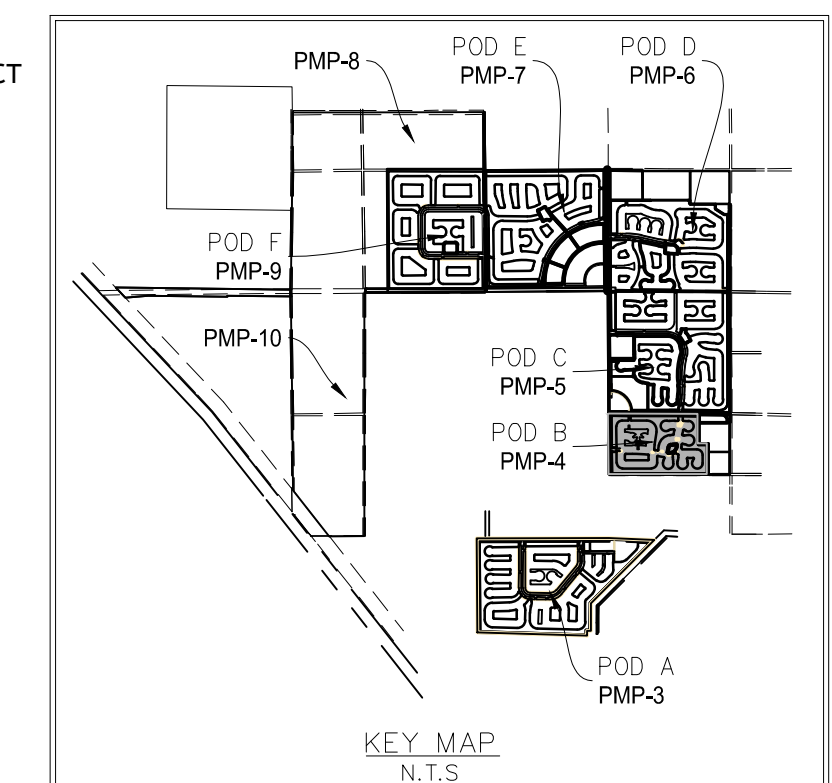 CT
PMP-8
POD E
PMP-7
POD D
PMP-6
POD F
PMP-9
PMP-10
POD C
PMP-5
POD B
PMP-4
POD A
PMP-3
KEY MAP
N.T.S